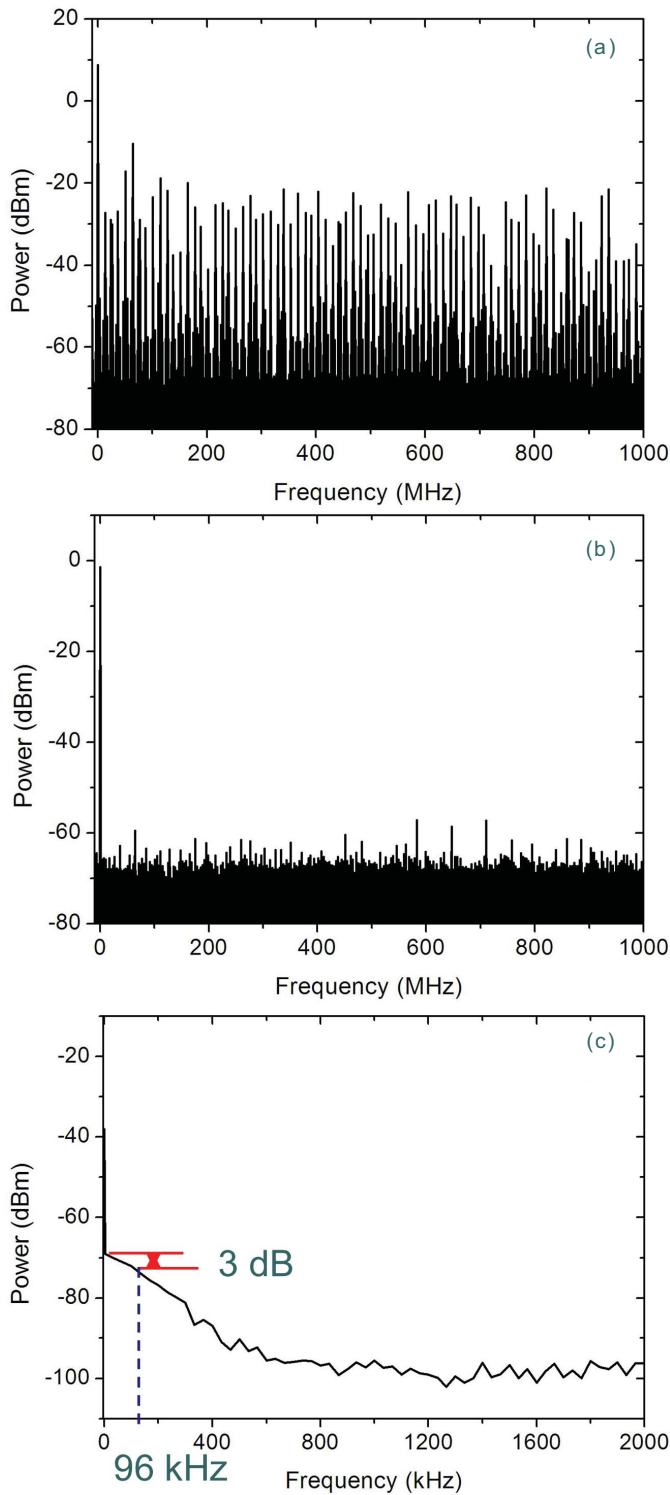 (a)
20
0
-20
-40
-60
-80
Power (dBm)
0 200 400 600 800 1000
Frequency (MHz)
(b)
0
-20
-40
-60
-80
Power (dBm)
0 200 400 600 800 1000
Frequency (MHz)
(c)
-20
-40
-60
-80
-100
Power (dBm)
3 dB
0 400 800 1200 1600 2000
96 kHz
Frequency (kHz)